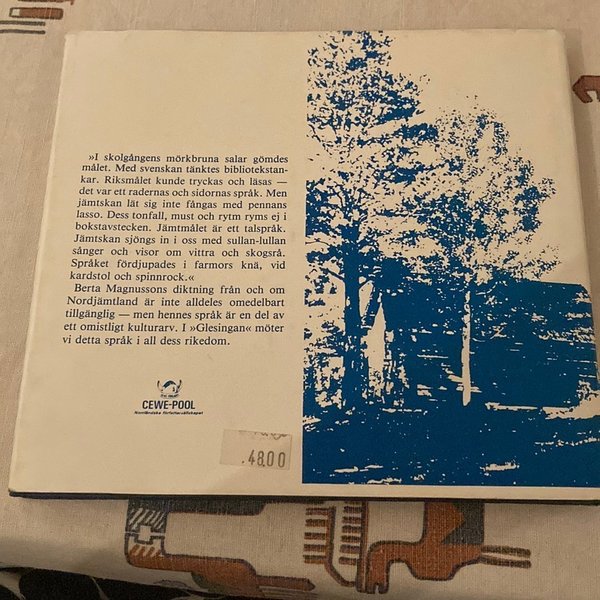 »I skolgångens mörkbruna salar gömdes
målet. Med svenskan tänktes bibliotekstan-
kar. Riksmålet kunde tryckas och läsas —
det var ett radernas och sidornas språk. Men
jämtskan lät sig inte fångas med pennans
lasso. Dess tonfall, must och rytm ryms ej i
bokstavstecken. Jämtmålet är ett talspråk.
Jämtskan sjöngs in i oss med sullan-lullan
sånger och visor om vittra och skogsrå.
Språket fördjupades i farmors knä, vid
kardstol och spinnrock.«
Berta Magnussons diktning från och om
Nordjämtland är inte alldeles omedelbart
tillgänglig — men hennes språk är en del av
ett omistligt kulturarv. I »Glesingan« möter
vi detta språk i all dess rikedom.
CEWE-POOL
Norrländska författarsällskapet
.48.00